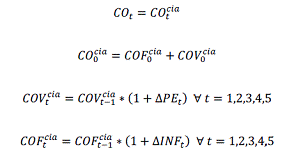 CO_t = CO_t^{cia}
CO_0^{cia} = COF_0^{cia} + COV_0^{cia}
COV_t^{cia} = COV_{t-1}^{cia} * (1 + ΔPE_t) ∀ t = 1,2,3,4,5
COF_t^{cia} = COF_{t-1}^{cia} * (1 + ΔINF_t) ∀ t = 1,2,3,4,5